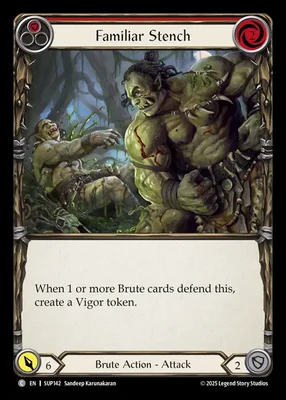 Familiar Stench
When 1 or more Brute cards defend this,
create a Vigor token.
6 Brute Action - Attack 2
C EN | SUP142 Sandeep Karunakaran ©2025 Legend Story Studios